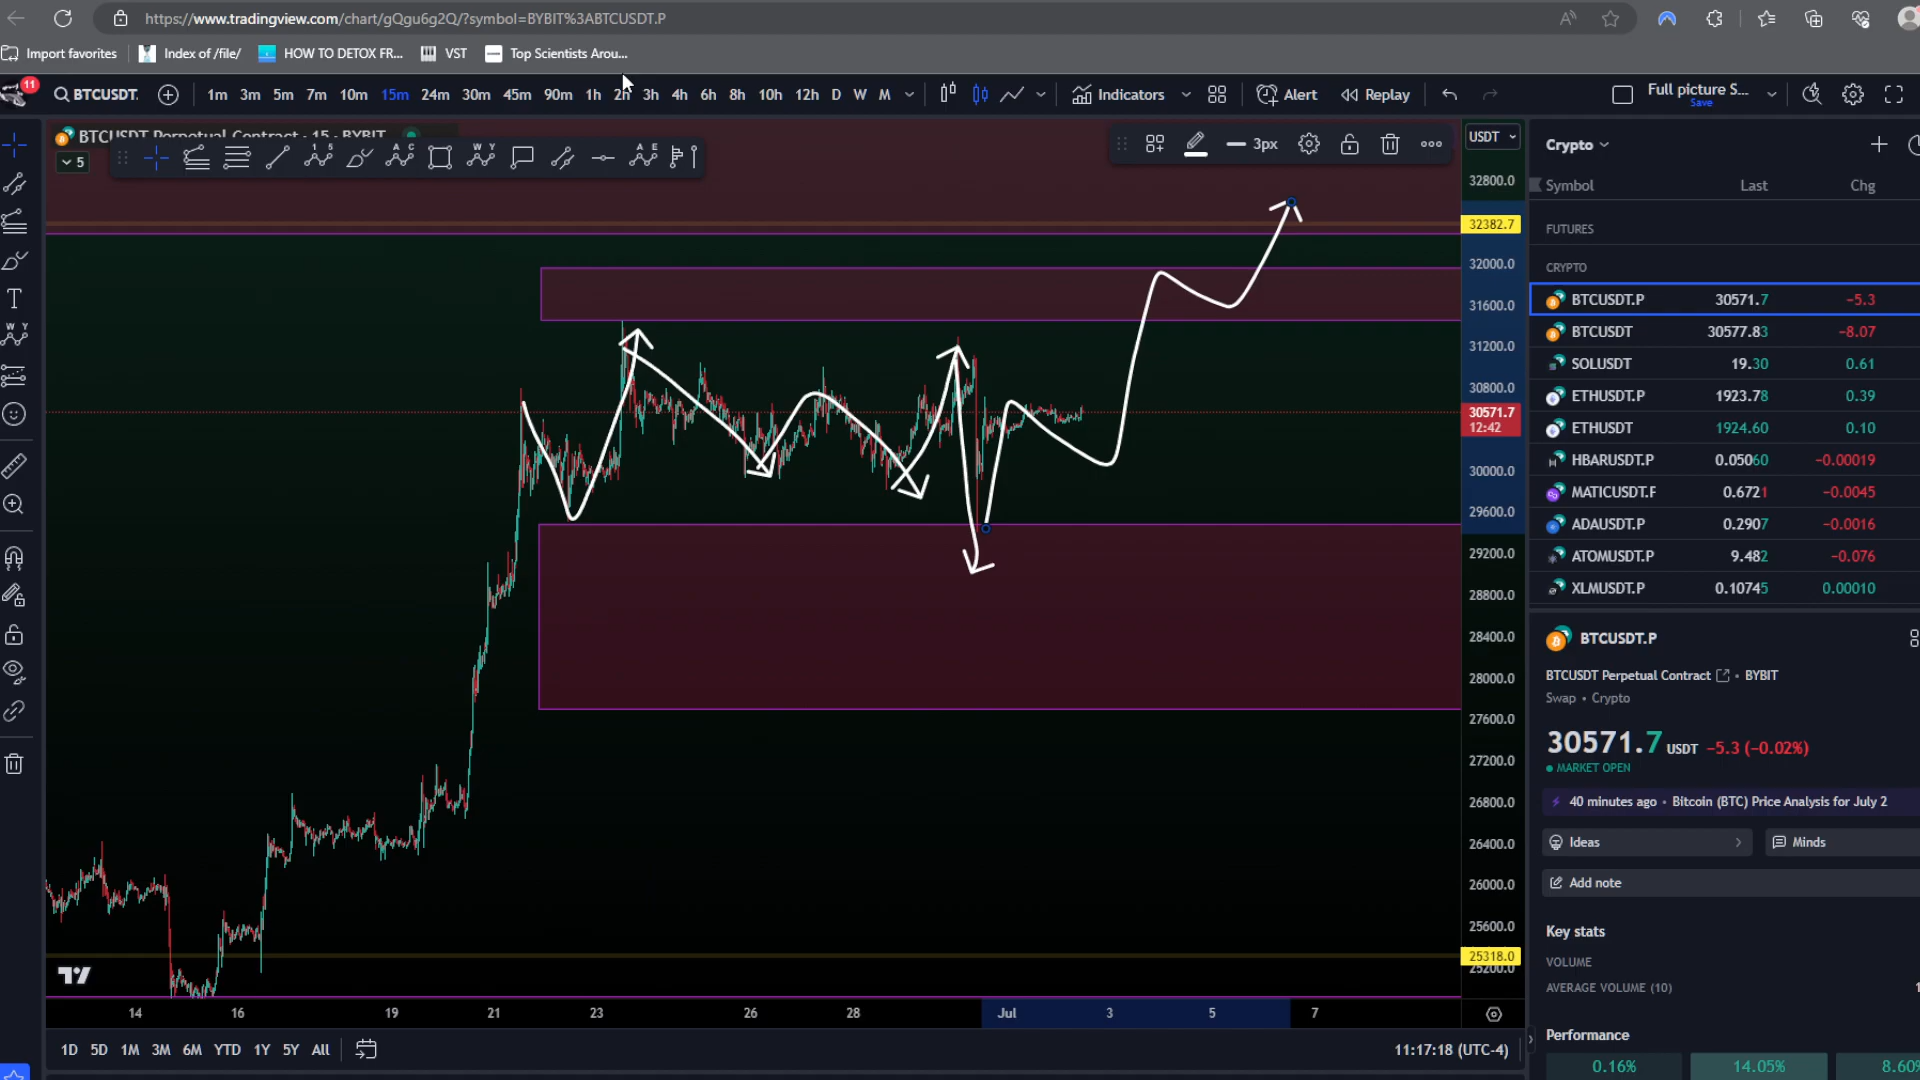 https://www.tradingview.com/chart/gQgu6g2Q/?symbol=BYBIT%3ABTCUSDT.P
Import favorites Index of /file/ HOW TO DETOX FR... VST Top Scientists Arou...
11
BTCUSDT. 1m 3m 5m 7m 10m 15m 24m 30m 45m 90m 1h 2h 3h 4h 6h 8h 10h 12h D W M Indicators Alert Replay Full picture S...
Save
BTCUSDT Perpetual Contract · 15 · BYBIT
5
3px
USDT
32800.0
32382.7
32000.0
31600.0
31200.0
30800.0
30571.7
12:42
30000.0
29600.0
29200.0
28800.0
28400.0
28000.0
27600.0
27200.0
26800.0
26400.0
26000.0
25600.0
25318.0
25200.0
14 16 19 21 23 26 28 Jul 3 5 7
1D 5D 1M 3M 6M YTD 1Y 5Y All
11:17:18 (UTC-4)
Crypto
Symbol Last Chg
FUTURES
CRYPTO
BTCUSDT.P 30571.7 −5.3
BTCUSDT 30577.83 −8.07
SOLUSDT 19.30 0.61
ETHUSDT.P 1923.78 0.39
ETHUSDT 1924.60 0.10
HBARUSDT.P 0.05060 −0.00019
MATICUSDT.F 0.6721 −0.0045
ADAUSDT.P 0.2907 −0.0016
ATOMUSDT.P 9.482 −0.076
XLMUSDT.P 0.10745 0.00010
BTCUSDT.P
BTCUSDT Perpetual Contract • BYBIT
Swap • Crypto
30571.7 USDT −5.3 (−0.02%)
MARKET OPEN
40 minutes ago • Bitcoin (BTC) Price Analysis for July 2
Ideas Minds
Add note
Key stats
VOLUME
AVERAGE VOLUME (10)
Performance
0.16% 14.05% 8.60%